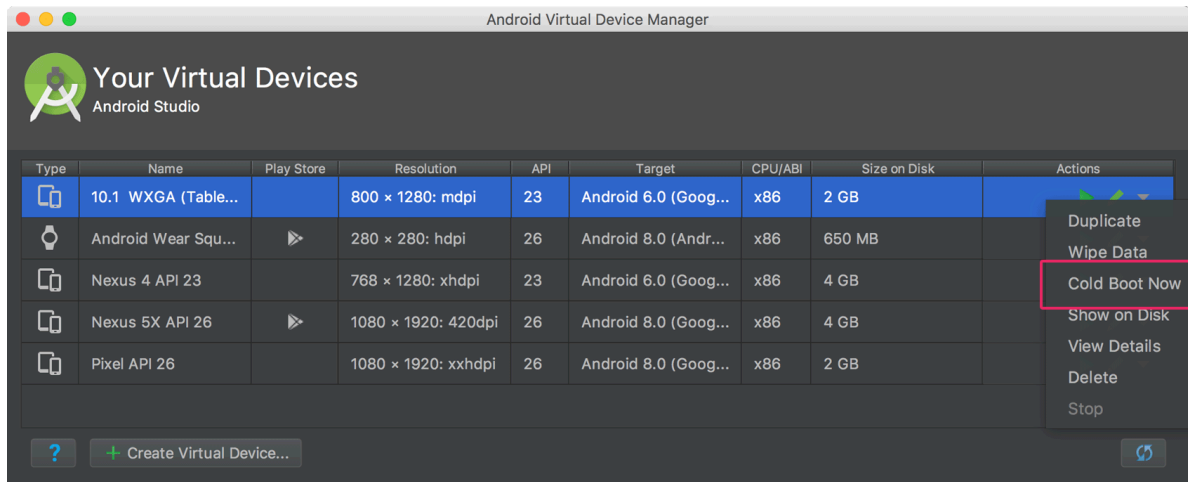 Android Virtual Device Manager
Your Virtual Devices
Android Studio
Type Name Play Store Resolution API Target CPU/ABI Size on Disk Actions
10.1 WXGA (Table... 800 × 1280: mdpi 23 Android 6.0 (Goog... x86 2 GB
Android Wear Squ... 280 × 280: hdpi 26 Android 8.0 (Andr... x86 650 MB
Nexus 4 API 23 768 × 1280: xhdpi 23 Android 6.0 (Goog... x86 4 GB
Nexus 5X API 26 1080 × 1920: 420dpi 26 Android 8.0 (Goog... x86 4 GB
Pixel API 26 1080 × 1920: xxhdpi 26 Android 8.0 (Goog... x86 2 GB
Duplicate
Wipe Data
Cold Boot Now
Show on Disk
View Details
Delete
Stop
? + Create Virtual Device...